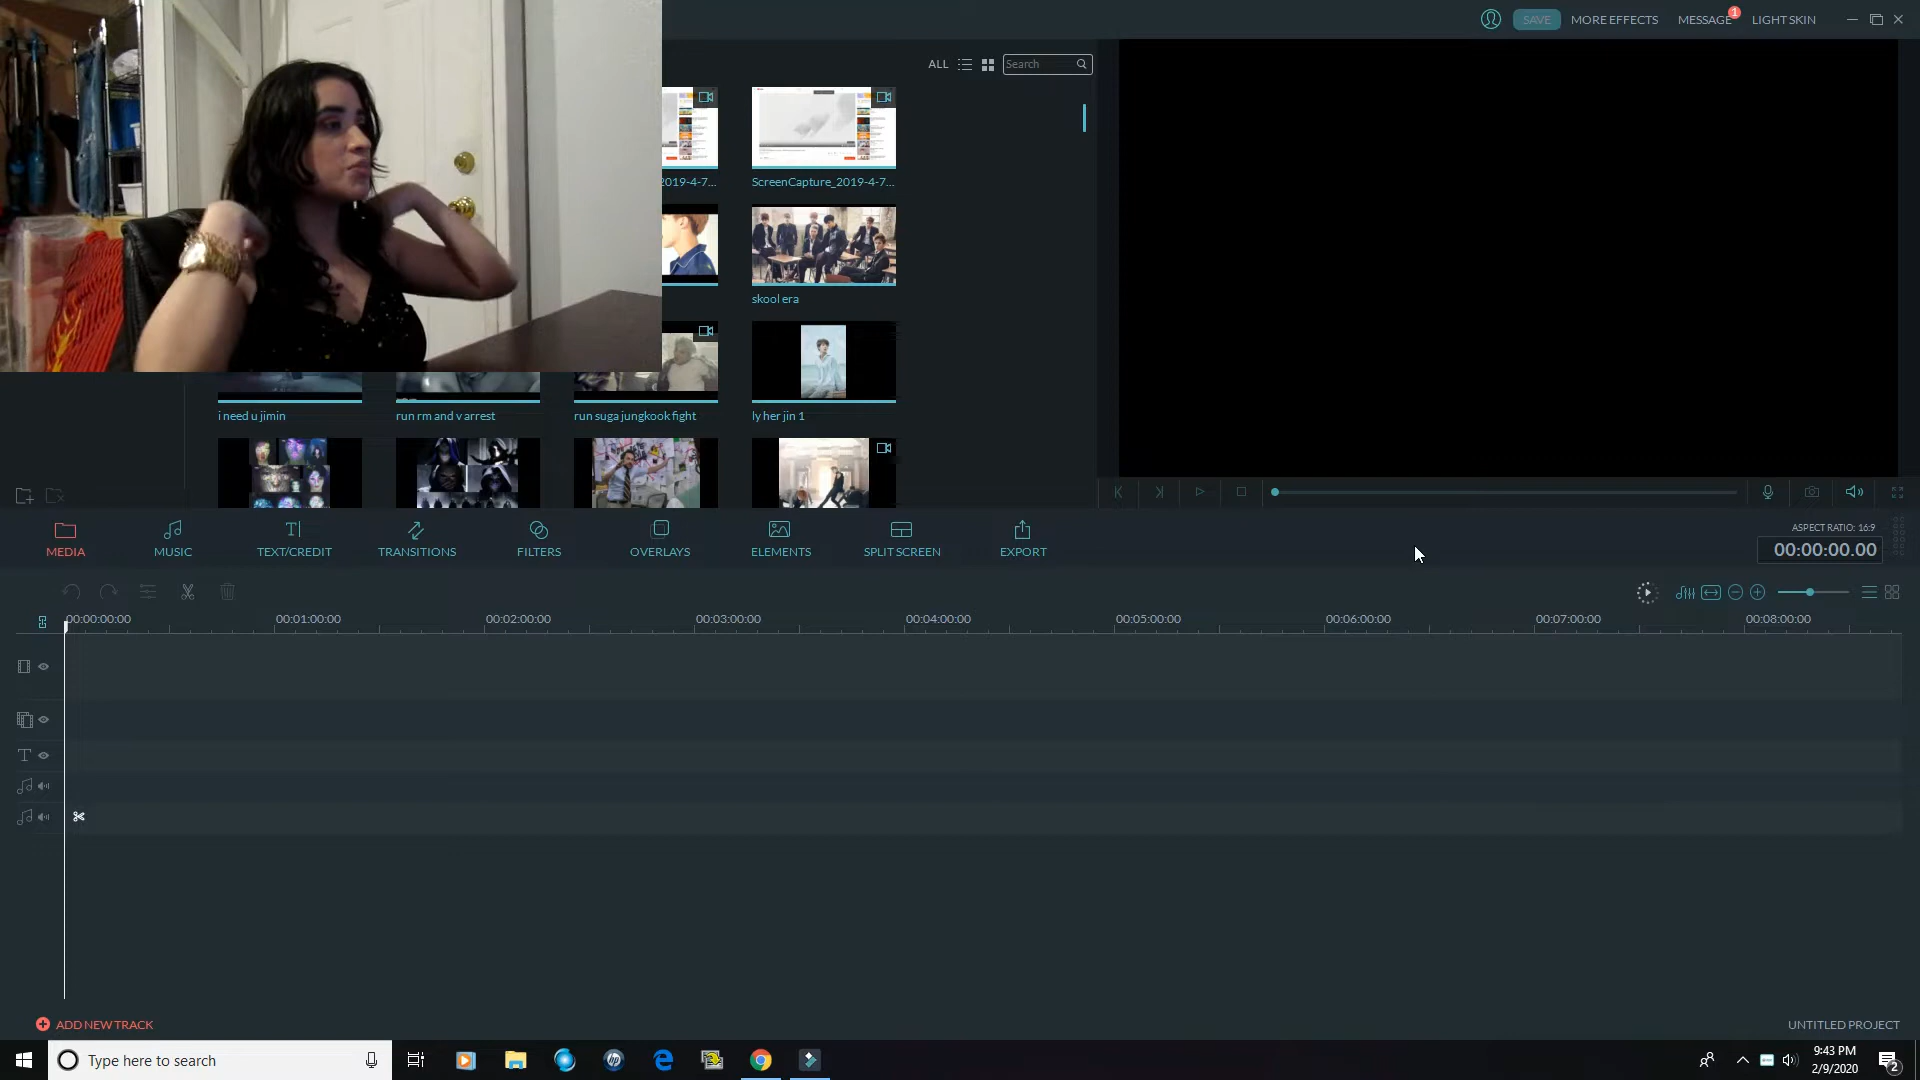 SAVE
MORE EFFECTS
MESSAGE
1
LIGHT SKIN
ALL
Search
2019-4-7...
ScreenCapture_2019-4-7...
skool era
i need u jimin
run rm and v arrest
run suga jungkook fight
ly her jin 1
MEDIA
MUSIC
TEXT/CREDIT
TRANSITIONS
FILTERS
OVERLAYS
ELEMENTS
SPLIT SCREEN
EXPORT
ASPECT RATIO: 16:9
00:00:00.00
00:00:00:00
00:01:00:00
00:02:00:00
00:03:00:00
00:04:00:00
00:05:00:00
00:06:00:00
00:07:00:00
00:08:00:00
ADD NEW TRACK
UNTITLED PROJECT
Type here to search
9:43 PM
2/9/2020
2